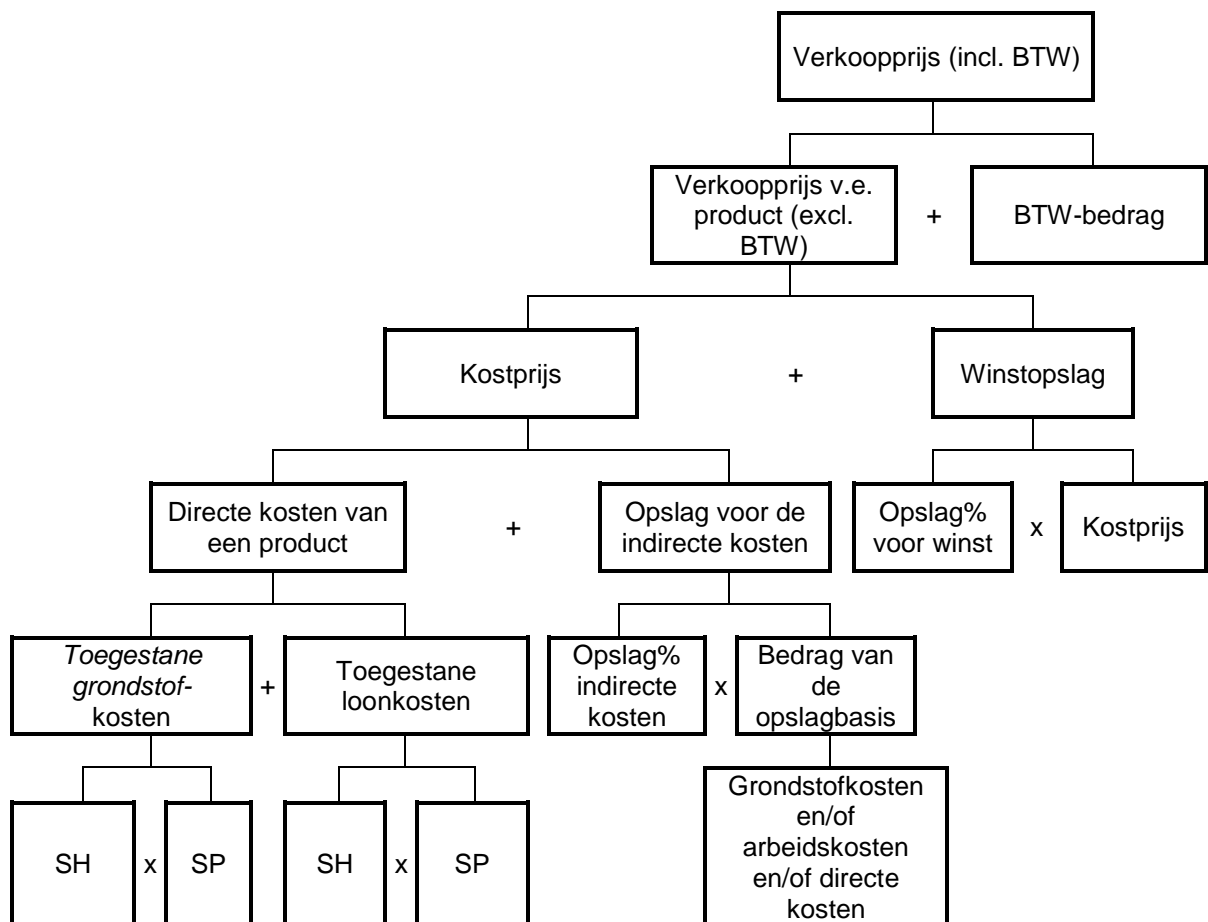 Verkoopprijs (incl. BTW)
Verkoopprijs v.e.
product (excl.
BTW)
+
BTW-bedrag
Kostprijs
+
Winstopslag
Directe kosten van
een product
+
Opslag voor de
indirecte kosten
Opslag%
voor winst
x
Kostprijs
Toegestane
grondstof-
kosten
+
Toegestane
loonkosten
Opslag%
indirecte
kosten
x
Bedrag van
de
opslagbasis
SH
x
SP
SH
x
SP
Grondstofkosten
en/of
arbeidskosten
en/of directe
kosten